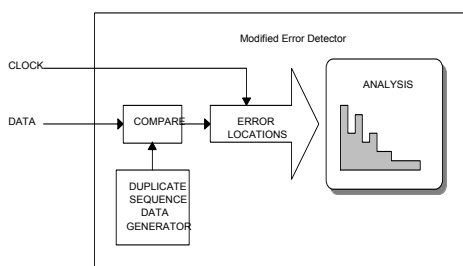 Modified Error Detector
CLOCK
ANALYSIS
DATA
COMPARE
ERROR
LOCATIONS
DUPLICATE
SEQUENCE
DATA
GENERATOR